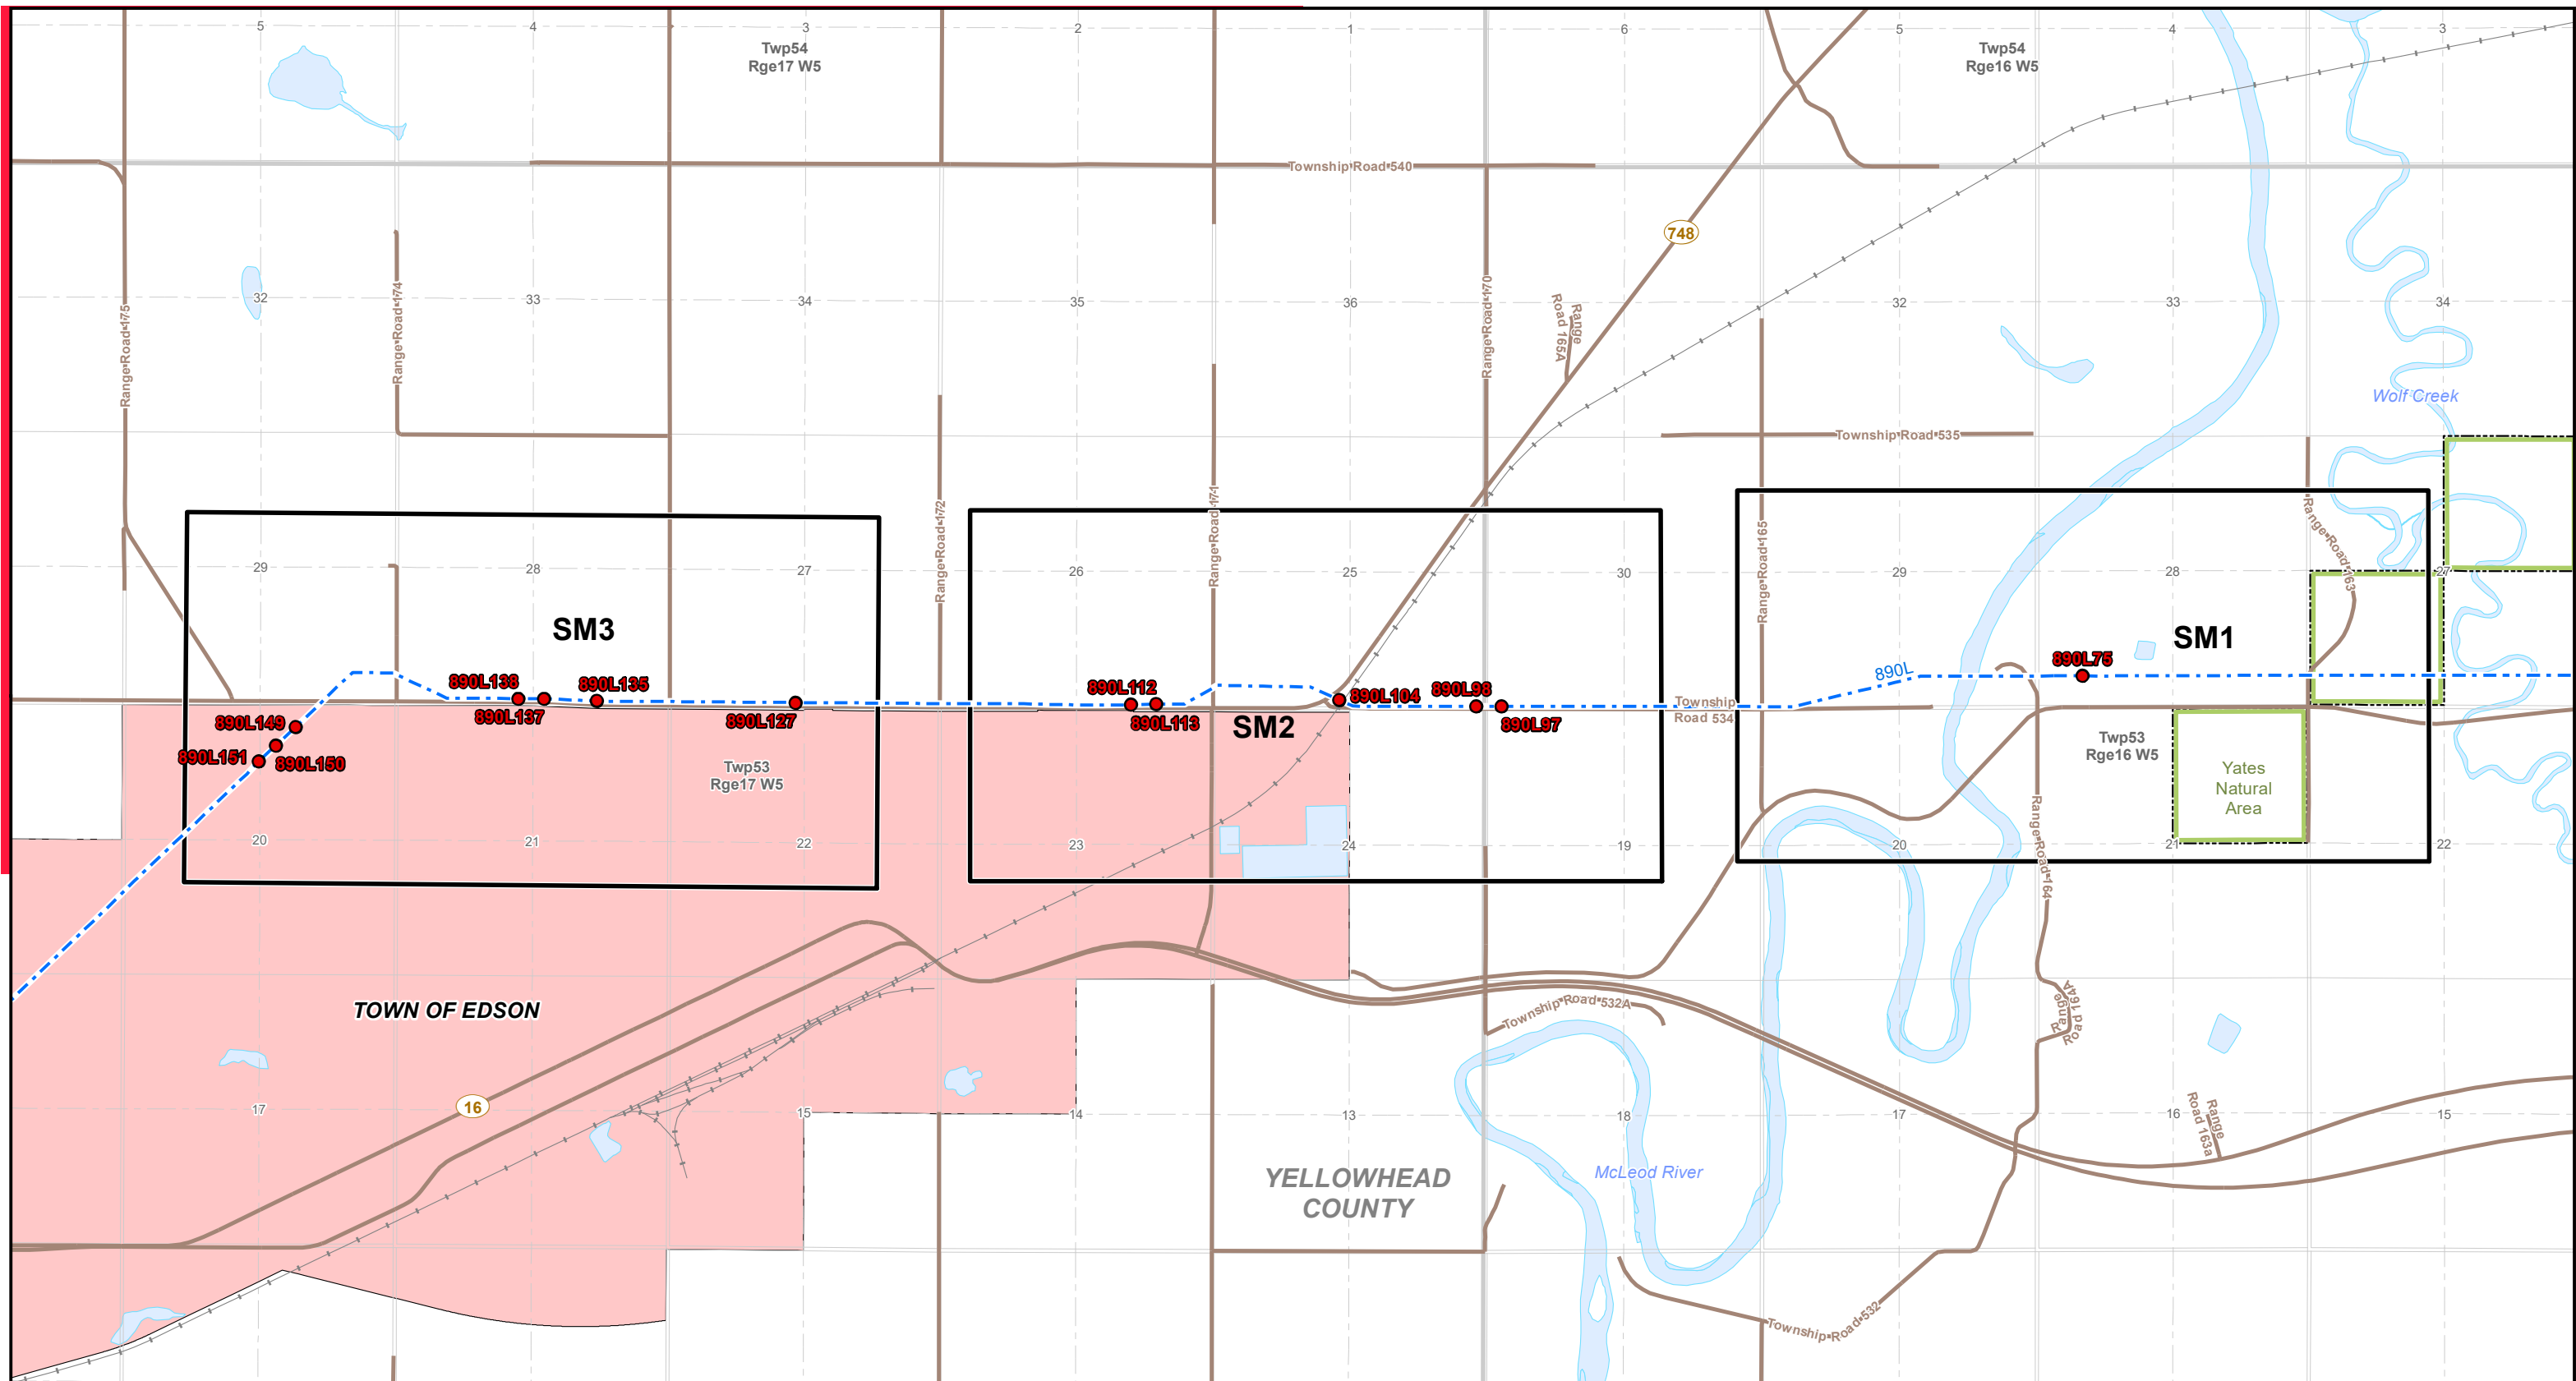 5
4
3
2
1
6
5
4
3
Twp54
Rge17 W5
Twp54
Rge16 W5
Township Road 540
748
32
33
34
35
36
32
33
34
Range Road 175
Range Road 174
Range Road 170
Range
Road 165A
Wolf Creek
Township Road 535
Range Road 172
Range Road 171
Range Road 165
Range Road 163
29
28
27
26
25
30
29
28
27
SM3
SM2
SM1
890L
890L138
890L137
890L135
890L127
890L112
890L113
890L104
890L98
890L97
890L75
890L149
890L150
890L151
Township
Road 534
Twp53
Rge17 W5
Twp53
Rge16 W5
Yates
Natural
Area
Range Road 164
20
21
22
23
24
19
20
21
22
TOWN OF EDSON
Township Road 532A
Range
Road 164A
16
17
15
14
13
18
17
16
15
Range
Road 163a
YELLOWHEAD
COUNTY
McLeod River
Township Road 532